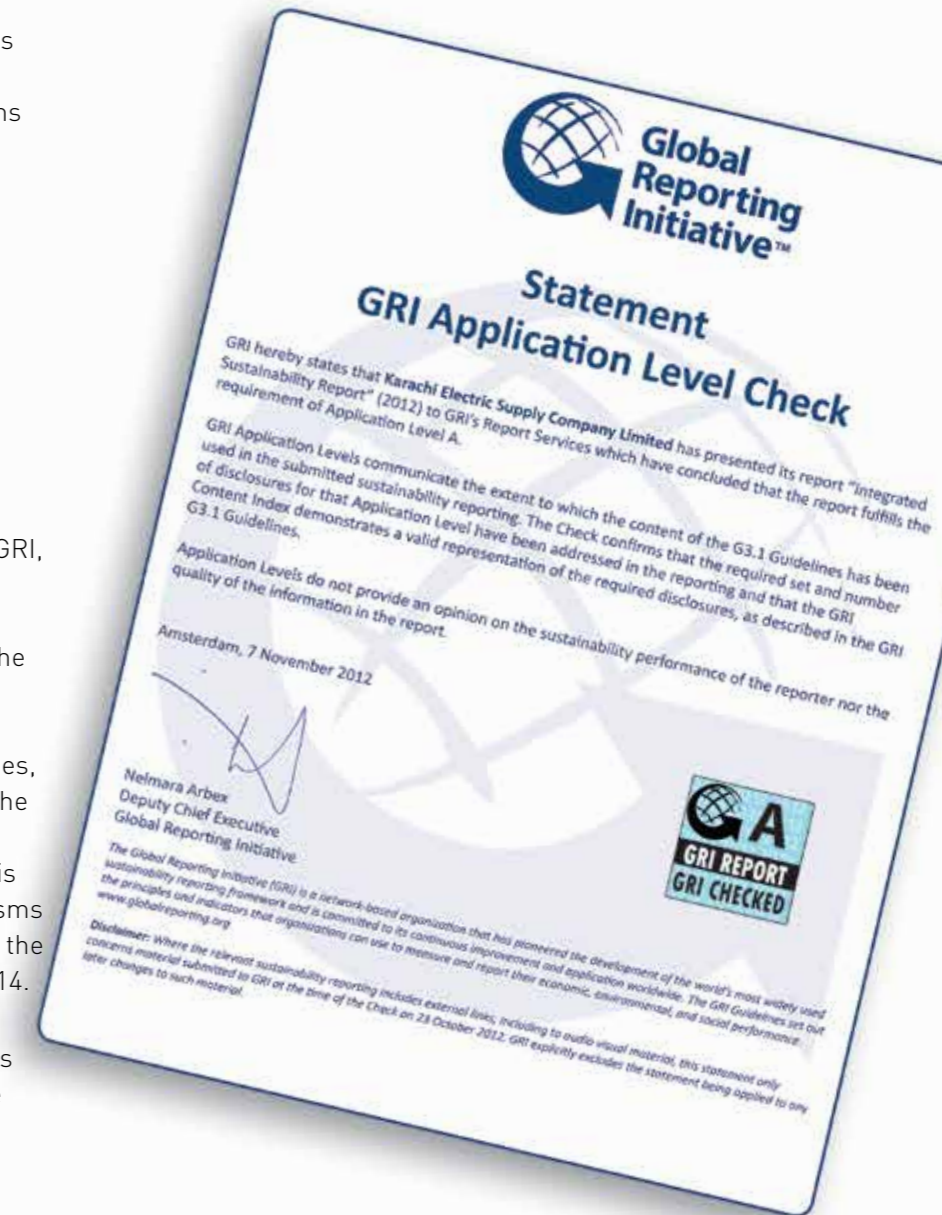 s
ns
GRI,
he
es,
he
is
sms
the
14.
s
Global
Reporting
Initiative™
Statement
GRI Application Level Check
GRI hereby states that Karachi Electric Supply Company Limited has presented its report "Integrated
Sustainability Report" (2012) to GRI's Report Services which have concluded that the report fulfills the
requirement of Application Level A.
GRI Application Levels communicate the extent to which the content of the G3.1 Guidelines has been
used in the submitted sustainability reporting. The Check confirms that the required set and number
of disclosures for that Application Level have been addressed in the reporting and that the GRI
Content Index demonstrates a valid representation of the required disclosures, as described in the GRI
G3.1 Guidelines.
Application Levels do not provide an opinion on the sustainability performance of the reporter nor the
quality of the information in the report.
Amsterdam, 7 November 2012
Nelmara Arbex
Deputy Chief Executive
Global Reporting Initiative
A
GRI REPORT
GRI CHECKED
The Global Reporting Initiative (GRI) is a network-based organization that has pioneered the development of the world's most widely used
sustainability reporting framework and is committed to its continuous improvement and application worldwide. The GRI Guidelines set out
the principles and indicators that organizations can use to measure and report their economic, environmental, and social performance.
www.globalreporting.org
Disclaimer: Where the relevant sustainability reporting includes external links, including to audio visual material, this statement only
concerns material submitted to GRI at the time of the Check on 23 October 2012. GRI explicitly excludes the statement being applied to any
later changes to such material.